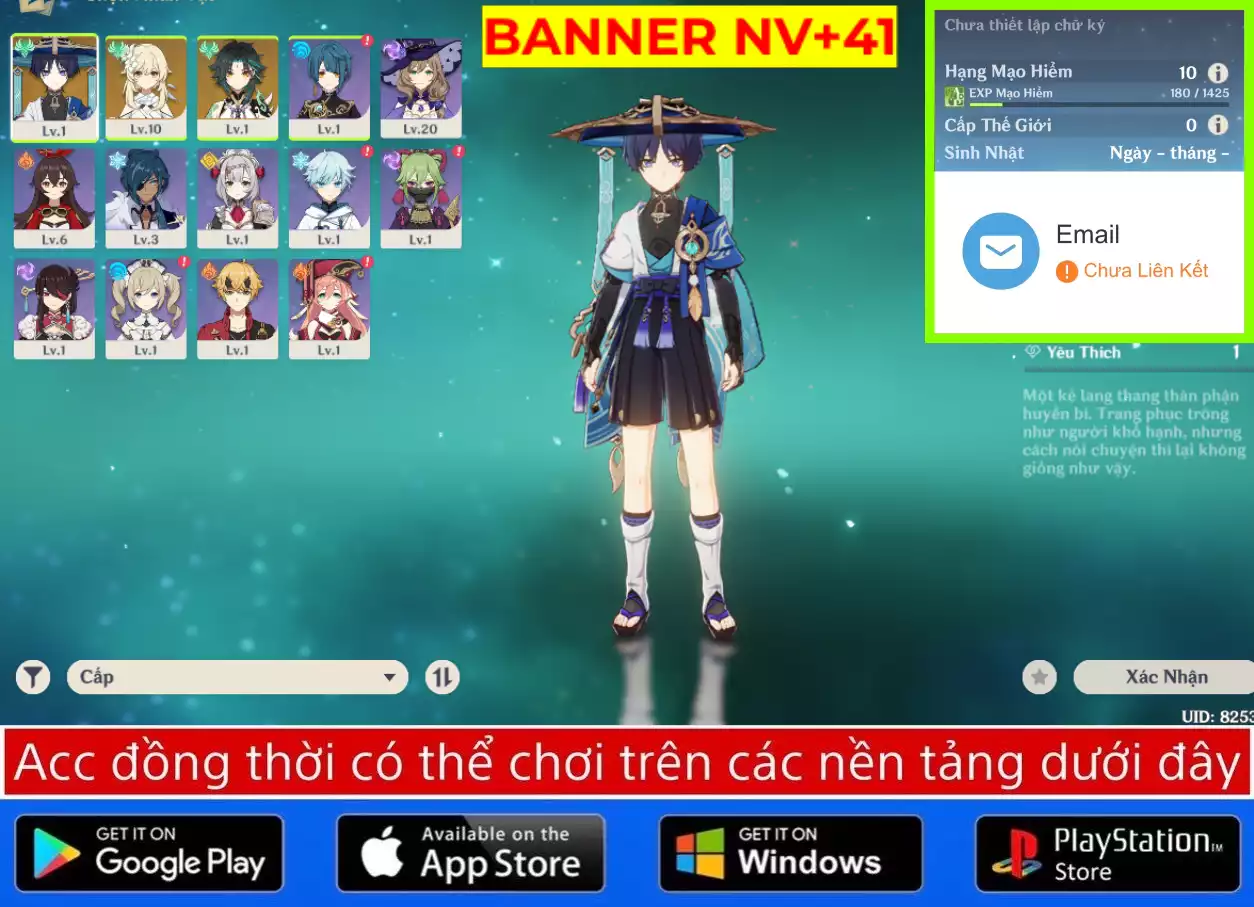 BANNER NV+41
Chưa thiết lập chữ ký
Hạng Mạo Hiểm 10
EXP Mạo Hiểm 180 / 1425
Cấp Thế Giới 0
Sinh Nhật Ngày - tháng -
Email
Chưa Liên Kết
Lv.1 Lv.10 Lv.1 Lv.1 Lv.20
Lv.6 Lv.3 Lv.1 Lv.1 Lv.1
Lv.1 Lv.1 Lv.1 Lv.1
Yêu Thích 1
Một kẻ lang thang thân phận
huyền bí. Trang phục trông
như người khổ hạnh, nhưng
cách nói chuyện thì lại không
giống như vậy.
Cấp
Xác Nhận
UID: 8253
Acc đồng thời có thể chơi trên các nền tảng dưới đây
GET IT ON
Google Play
Available on the
App Store
GET IT ON
Windows
PlayStation™
Store